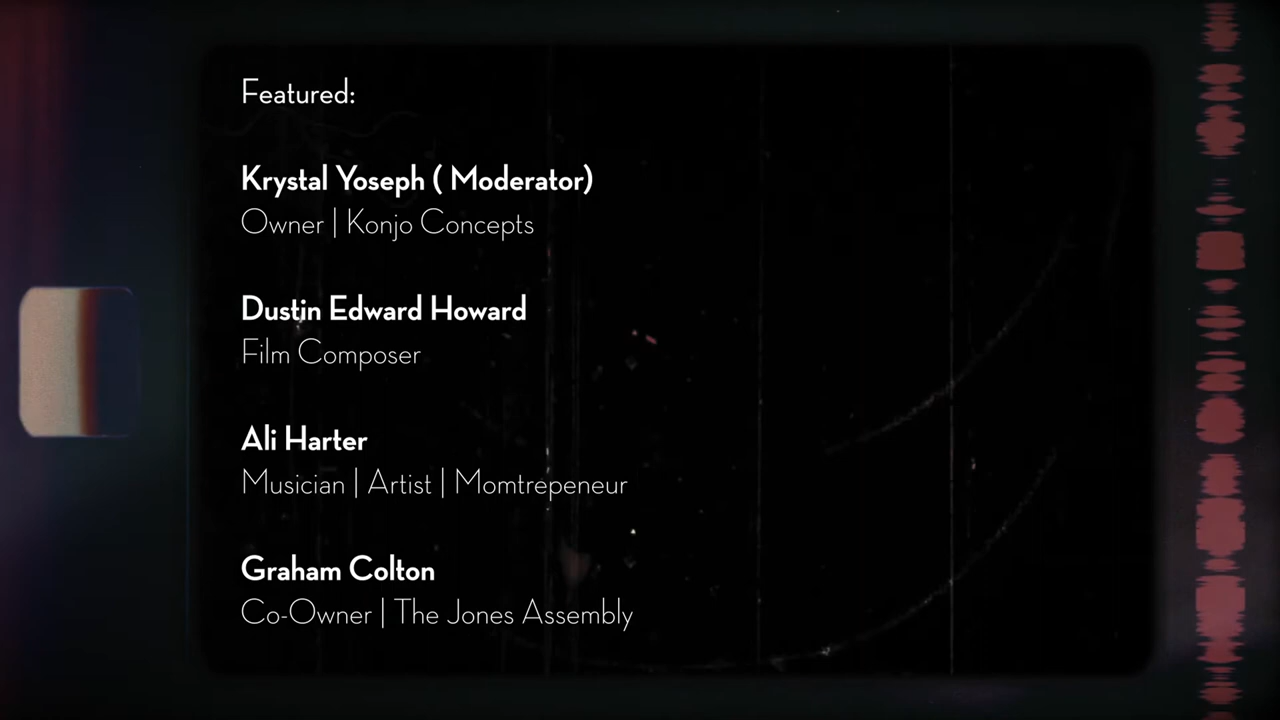 Featured:
Krystal Yoseph ( Moderator)
Owner | Konjo Concepts
Dustin Edward Howard
Film Composer
Ali Harter
Musician | Artist | Momtrepeneur
Graham Colton
Co-Owner | The Jones Assembly